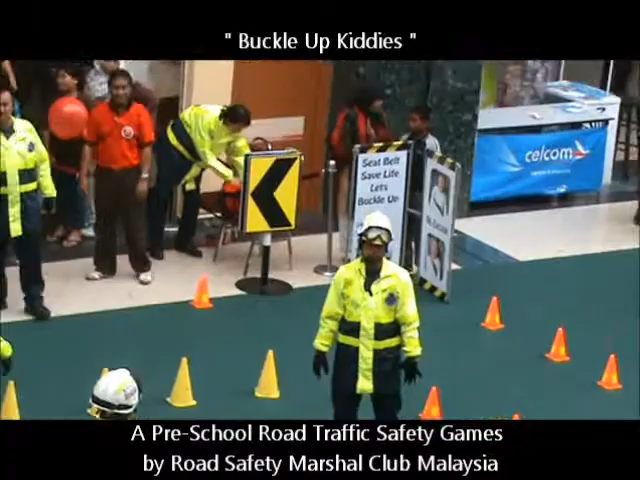 " Buckle Up Kiddies "
celcom
Seat Belt
Save Life
Lets
Buckle Up
A Pre-School Road Traffic Safety Games
by Road Safety Marshal Club Malaysia